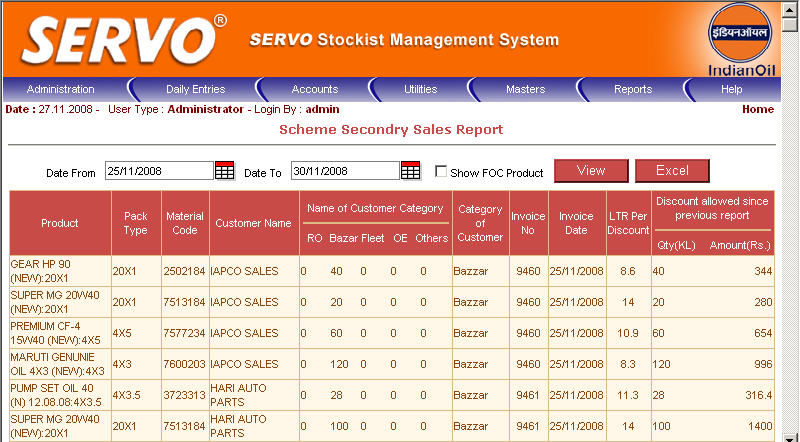 SERVO®
SERVO Stockist Management System
इंडियनऑयल
IndianOil
Administration Daily Entries Accounts Utilities Masters Reports Help
Date : 27.11.2008 - User Type : Administrator - Login By : admin Home
Scheme Secondry Sales Report
Date From 25/11/2008 Date To 30/11/2008 Show FOC Product View Excel
Product Pack Type Material Code Customer Name Name of Customer Category Category of Customer Invoice No Invoice Date LTR Per Discount Discount allowed since previous report
RO Bazar Fleet OE Others Qty(KL) Amount(Rs.)
GEAR HP 90 (NEW):20X1 20X1 2502184 IAPCO SALES 0 40 0 0 0 Bazzar 9460 25/11/2008 8.6 40 344
SUPER MG 20W40 (NEW):20X1 20X1 7513184 IAPCO SALES 0 20 0 0 0 Bazzar 9460 25/11/2008 14 20 280
PREMIUM CF-4 15W40 (NEW):4X5 4X5 7577234 IAPCO SALES 0 60 0 0 0 Bazzar 9460 25/11/2008 10.9 60 654
MARUTI GENUNIE OIL 4X3 (NEW):4X3 4X3 7600203 IAPCO SALES 0 120 0 0 0 Bazzar 9460 25/11/2008 8.3 120 996
PUMP SET OIL 40 (N) 12.08.08:4X3.5 4X3.5 3723313 HARI AUTO PARTS 0 28 0 0 0 Bazzar 9461 25/11/2008 11.3 28 316.4
SUPER MG 20W40 (NEW):20X1 20X1 7513184 HARI AUTO PARTS 0 100 0 0 0 Bazzar 9461 25/11/2008 14 100 1400